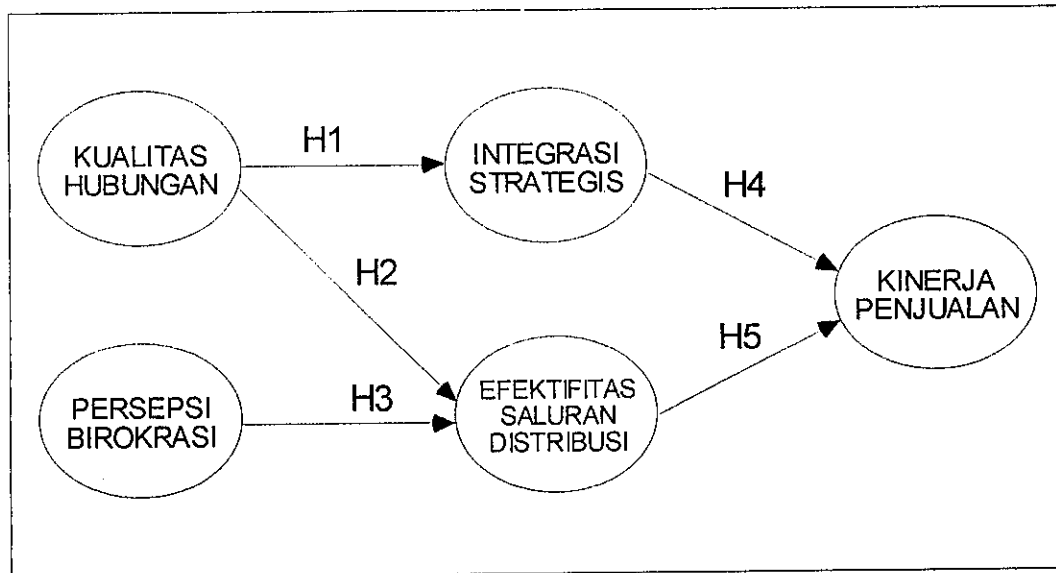 KUALITAS
HUBUNGAN
H1
INTEGRASI
STRATEGIS
H4
H2
KINERJA
PENJUALAN
H5
PERSEPSI
BIROKRASI
H3
EFEKTIFITAS
SALURAN
DISTRIBUSI